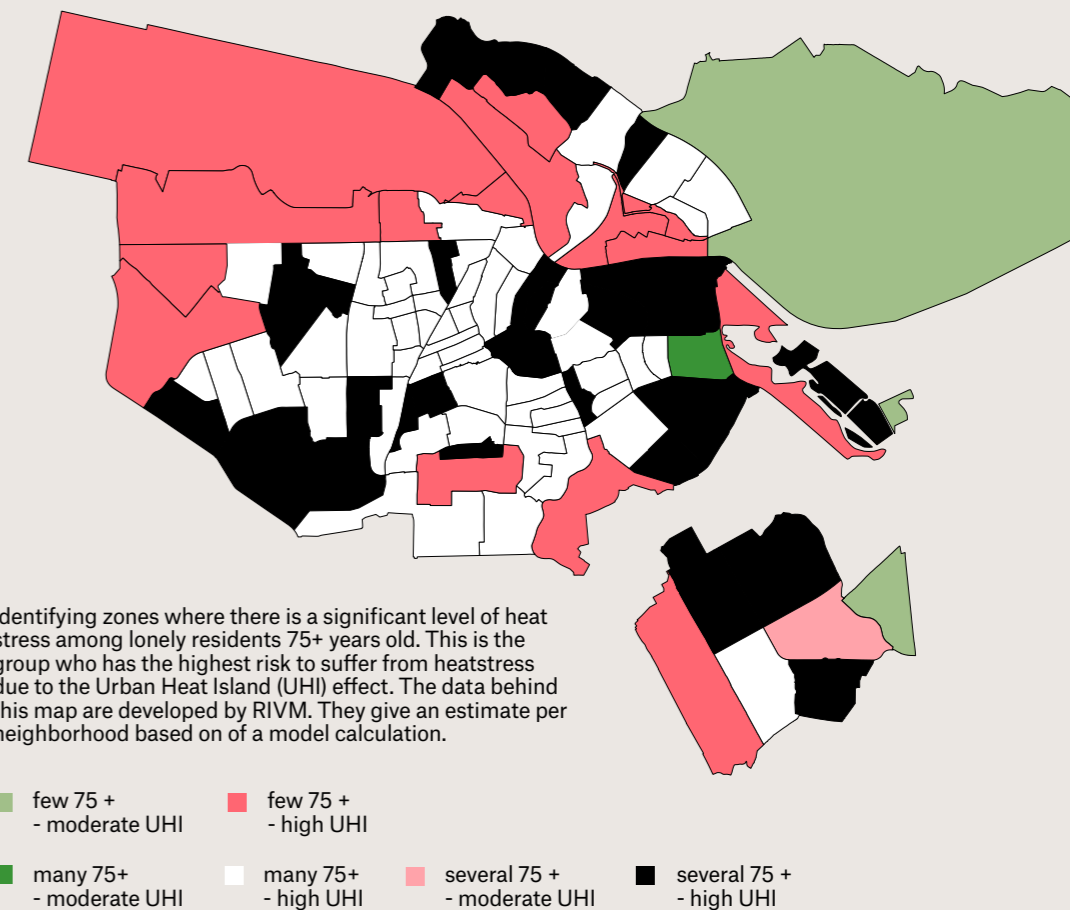 dentifying zones where there is a significant level of heat
stress among lonely residents 75+ years old. This is the
group who has the highest risk to suffer from heatstress
due to the Urban Heat Island (UHI) effect. The data behind
his map are developed by RIVM. They give an estimate per
neighborhood based on of a model calculation.
few 75 +
- moderate UHI
few 75 +
- high UHI
many 75+
- moderate UHI
many 75+
- high UHI
several 75 +
- moderate UHI
several 75 +
- high UHI